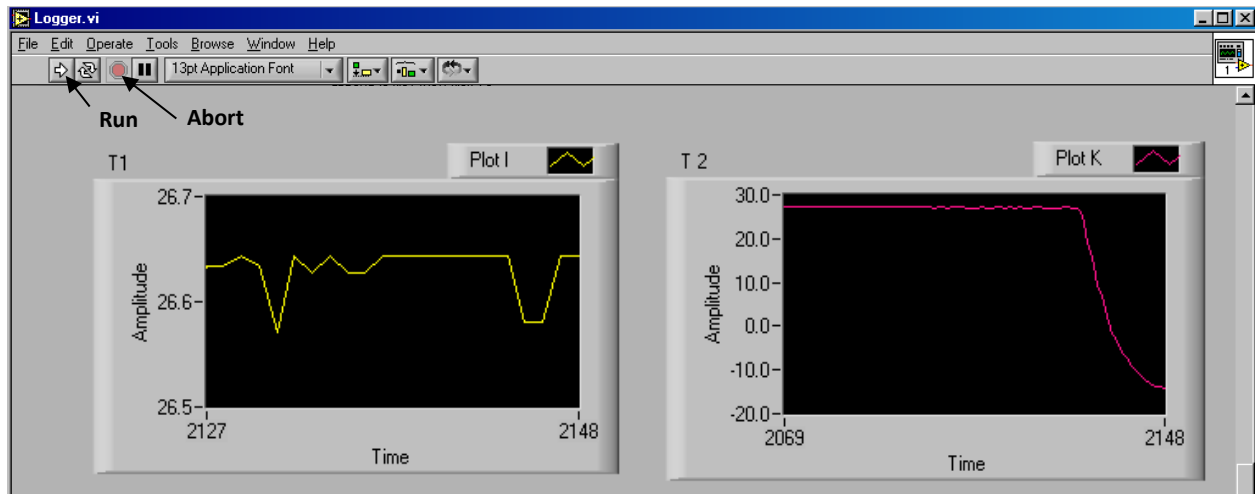 Logger.vi
File Edit Operate Tools Browse Window Help
13pt Application Font
1
Run Abort
T1
Plot I
T 2
Plot K
26.7
26.6
26.5
Amplitude
2127
2148
Time
30.0
20.0
10.0
0.0
-10.0
-20.0
Amplitude
2069
2148
Time